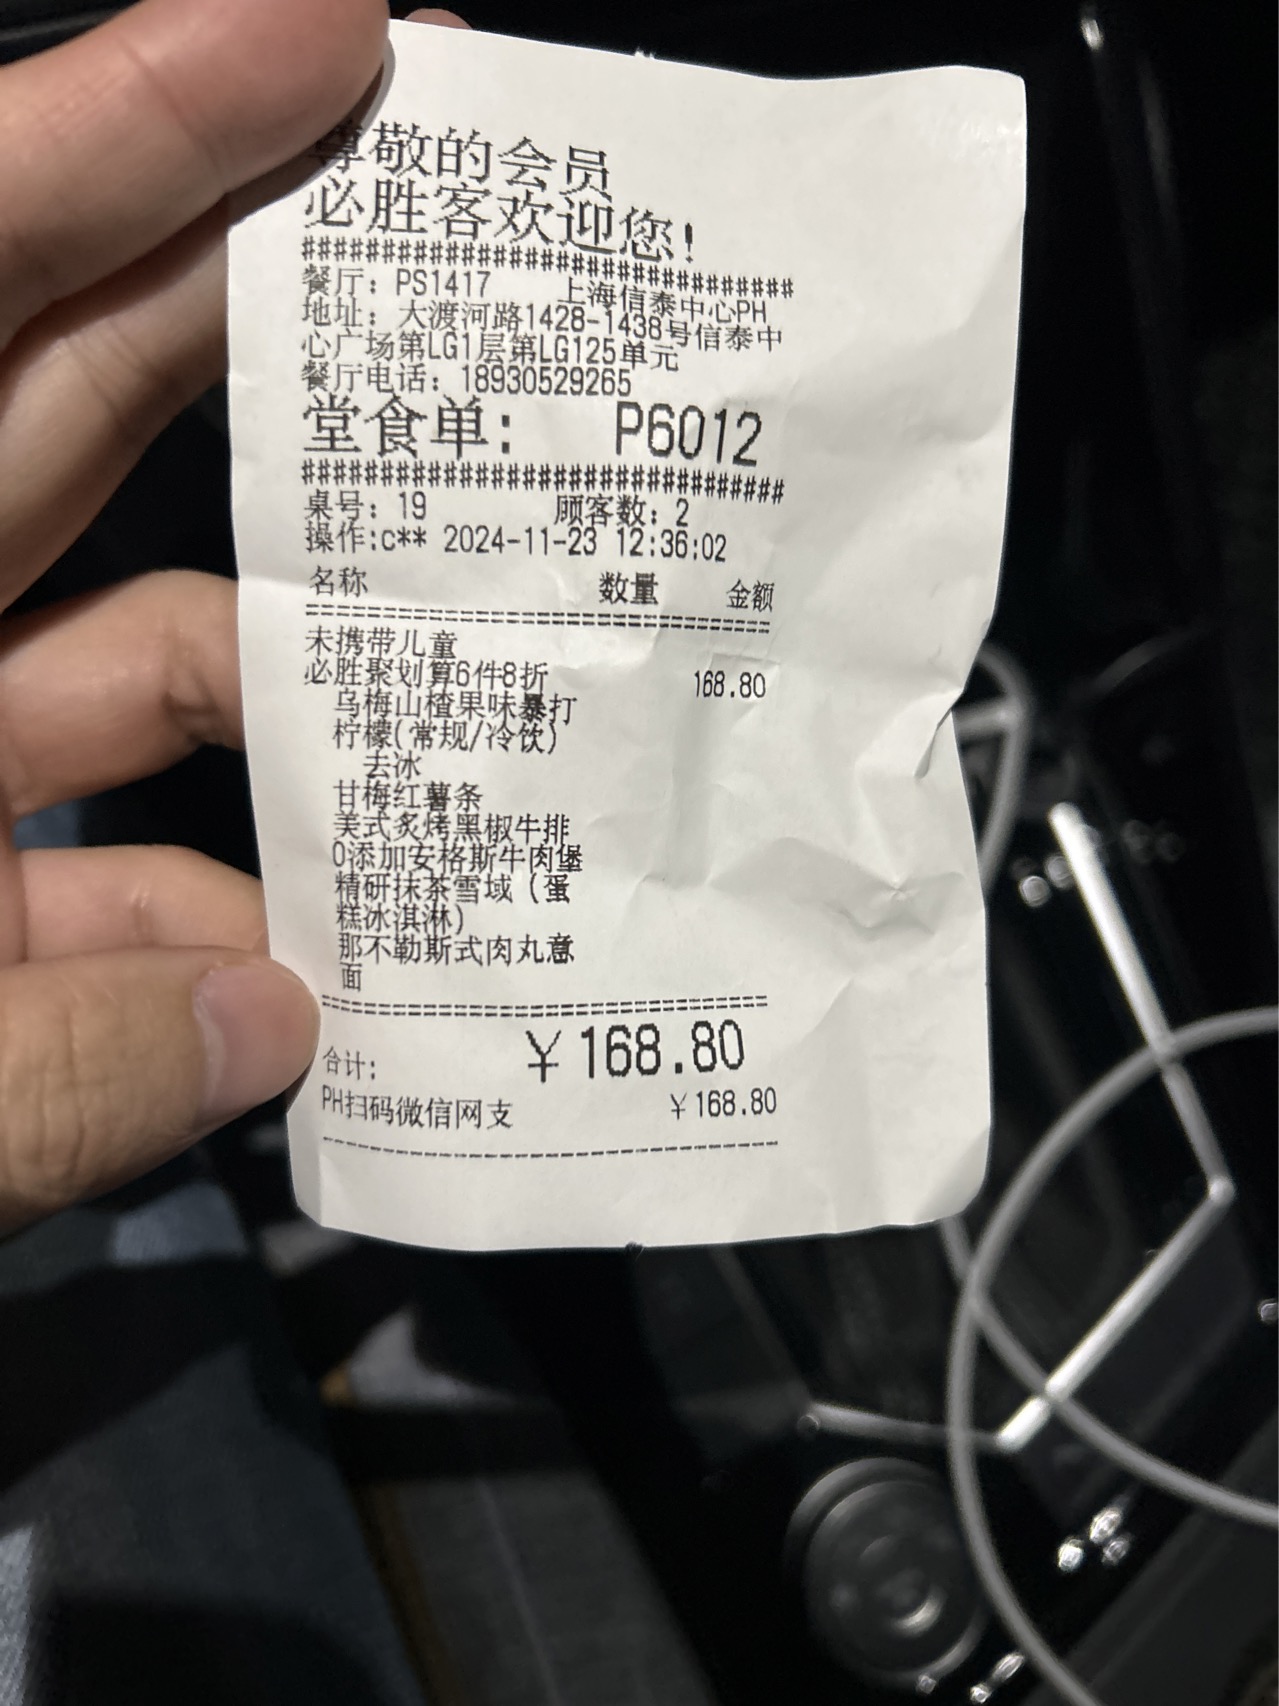 尊敬的会员
必胜客欢迎您!
###############################
餐厅: PS1417 上海信泰中心PH
地址: 大渡河路1428-1438号信泰中
心广场第LG1层第LG125单元
餐厅电话: 18930529265
堂食单: P6012
###############################
桌号: 19 顾客数: 2
操作:c** 2024-11-23 12:36:02
名称 数量 金额
===============================
未携带儿童
必胜聚划算6件8折 168.80
乌梅山楂果味暴打
柠檬(常规/冷饮)
去冰
甘梅红薯条
美式炙烤黑椒牛排
0添加安格斯牛肉堡
精研抹茶雪域(蛋
糕冰淇淋)
那不勒斯式肉丸意
面
===============================
合计: ￥168.80
PH扫码微信网支 ￥168.80
-------------------------------